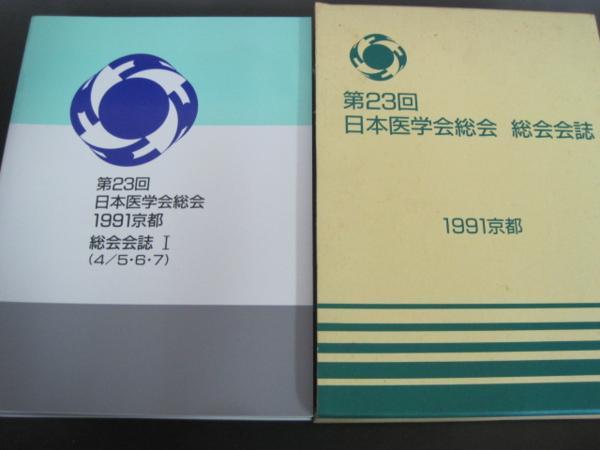 第23回
日本医学会総会
1991京都
総会会誌 I
(4/5・6・7)
第23回
日本医学会総会 総会会誌
1991京都